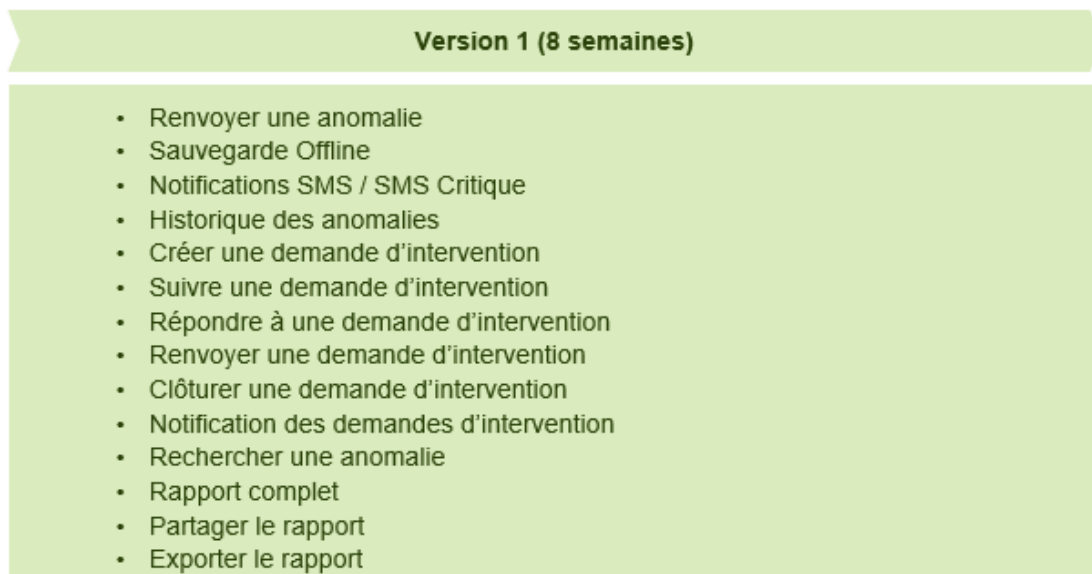 Version 1 (8 semaines)
• Renvoyer une anomalie
• Sauvegarde Offline
• Notifications SMS / SMS Critique
• Historique des anomalies
• Créer une demande d’intervention
• Suivre une demande d’intervention
• Répondre à une demande d’intervention
• Renvoyer une demande d’intervention
• Clôturer une demande d’intervention
• Notification des demandes d’intervention
• Rechercher une anomalie
• Rapport complet
• Partager le rapport
• Exporter le rapport